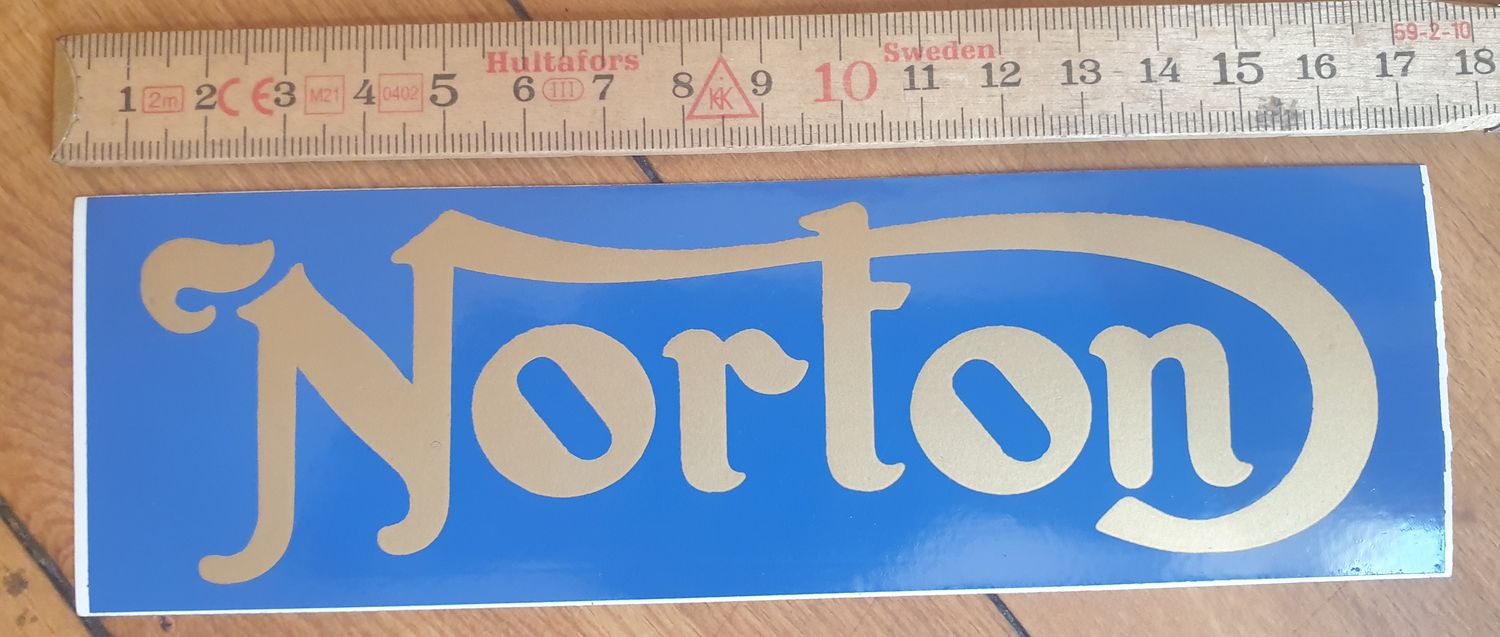 Hultafors Sweden 59-2-10
1 2m 2 CE 3 M21 4 0402 5 6 III 7 8 KK 9 10 11 12 13 14 15 16 17 18
Norton